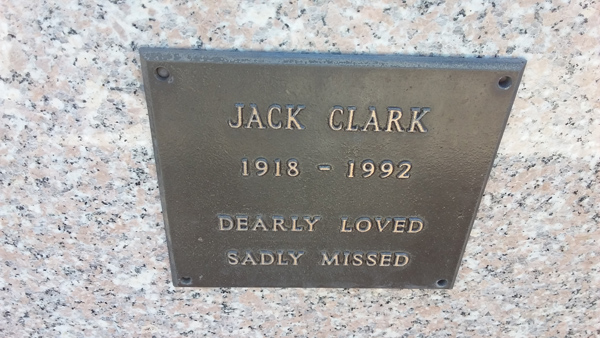 JACK CLARK
1918 - 1992
DEARLY LOVED
SADLY MISSED